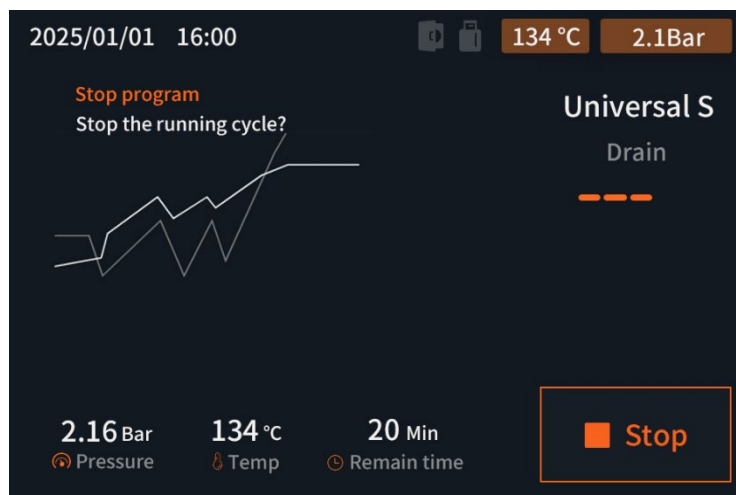 2025/01/01 16:00
134 °C
2.1Bar
Stop program
Stop the running cycle?
Universal S
Drain
2.16 Bar
Pressure
134 °C
Temp
20 Min
Remain time
Stop